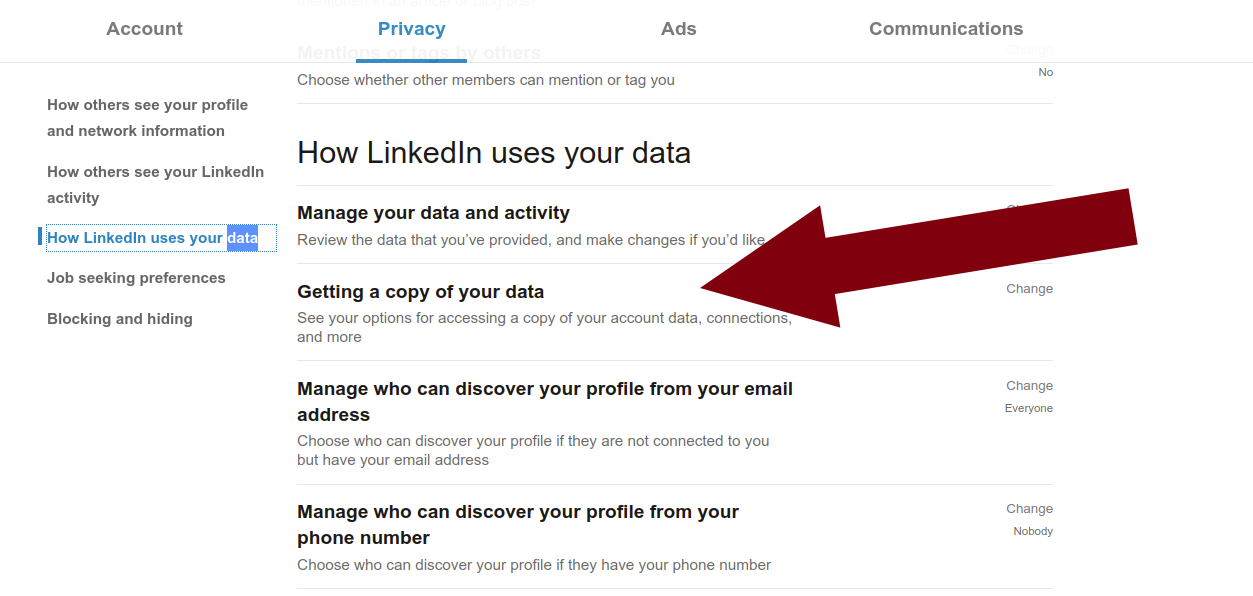 mentioned in an article or blog post
Account
Privacy
Ads
Communications
Mentions or tags by others
Change
Choose whether other members can mention or tag you
No
How others see your profile
and network information
How others see your LinkedIn
activity
How LinkedIn uses your data
Job seeking preferences
Blocking and hiding
How LinkedIn uses your data
Manage your data and activity
Review the data that you've provided, and make changes if you'd like
Getting a copy of your data
Change
See your options for accessing a copy of your account data, connections,
and more
Manage who can discover your profile from your email
address
Change
Everyone
Choose who can discover your profile if they are not connected to you
but have your email address
Manage who can discover your profile from your
phone number
Change
Nobody
Choose who can discover your profile if they have your phone number